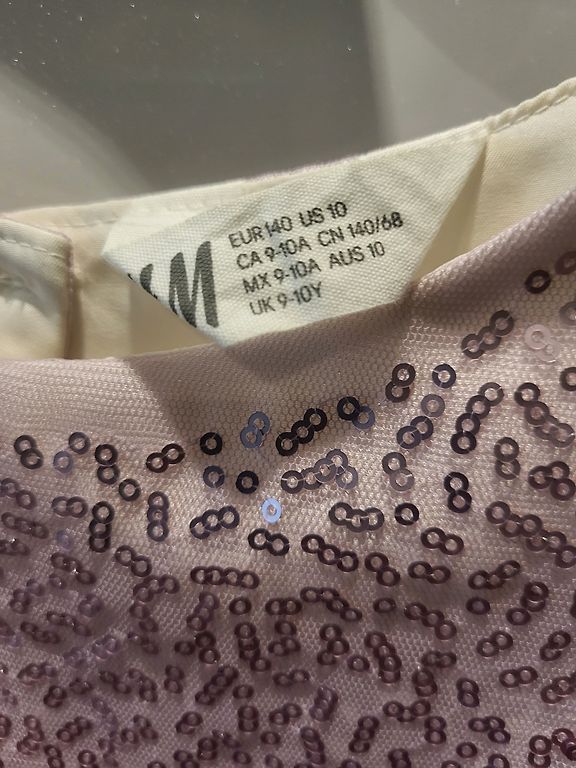 M
EUR 140 US 10
CA 9-10A CN 140/68
MX 9-10A AUS 10
UK 9-10Y